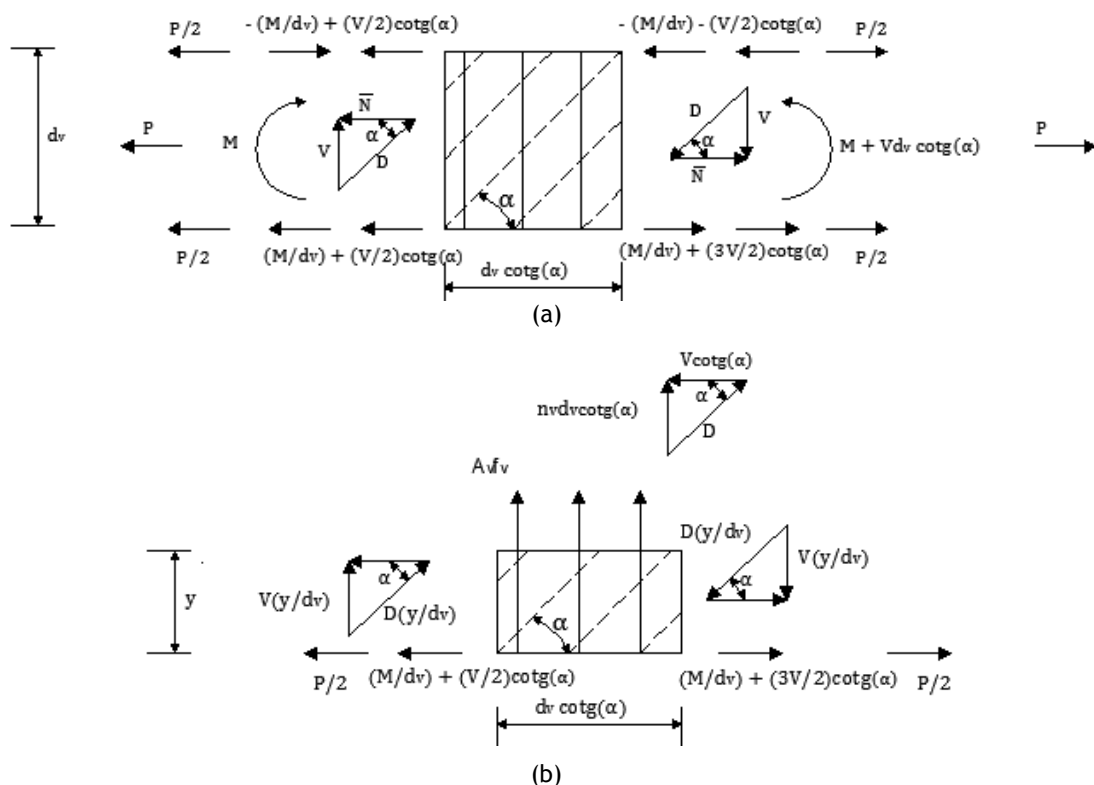 P/2
- (M/dv) + (V/2)cotg(α)
- (M/dv) - (V/2)cotg(α)
P/2
dv
P
M
N̅
α
V
D
α
D
V
α
N̅
M + Vdv cotg(α)
P
P/2
(M/dv) + (V/2)cotg(α)
(M/dv) + (3V/2)cotg(α)
P/2
dv cotg(α)
(a)
Vcotg(α)
nvdvcotg(α)
α
D
Avfv
y
V(y/dv)
α
D(y/dv)
α
D(y/dv)
V(y/dv)
α
P/2
(M/dv) + (V/2)cotg(α)
(M/dv) + (3V/2)cotg(α)
P/2
dv cotg(α)
(b)